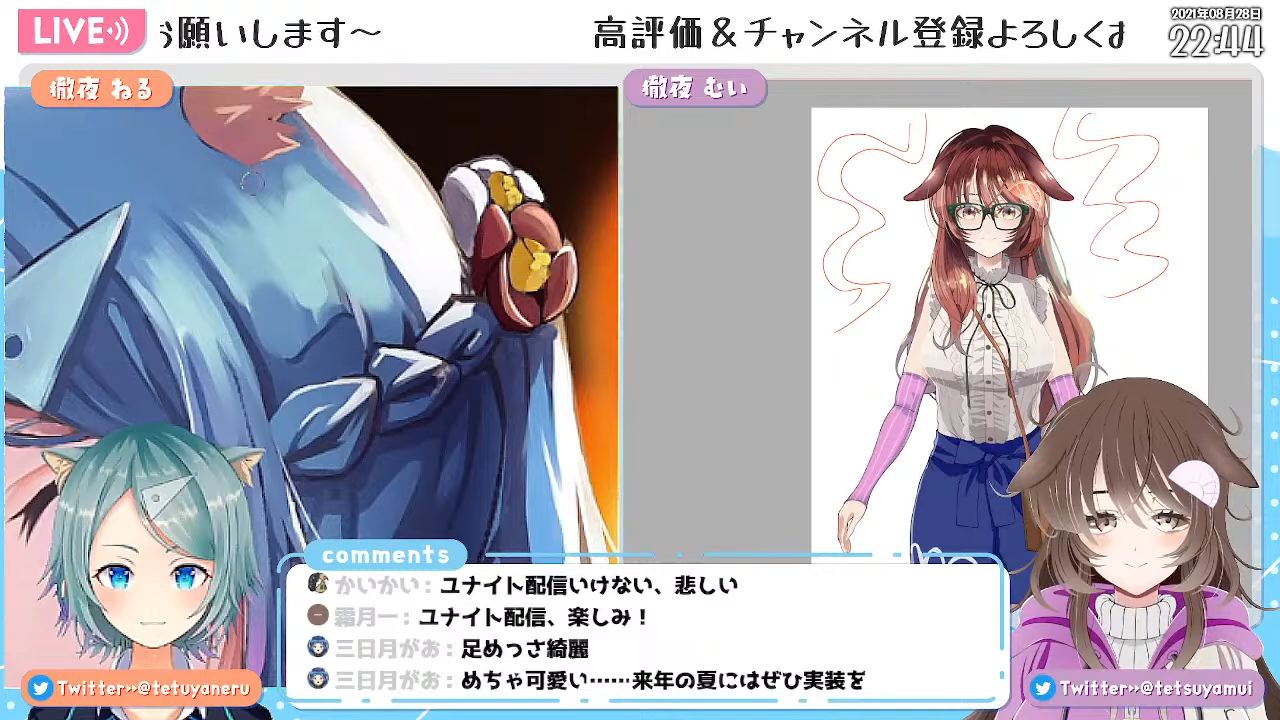 LIVE
う願いします～ 高評価＆チャンネル登録よろしくお
2021年08月28日
22:44
徹夜 ねる
徹夜 むい
comments
かいかい：ユナイト配信いけない、悲しい
霜月一：ユナイト配信、楽しみ！
三日月がお：足めっさ綺麗
三日月がお：めちゃ可愛い……来年の夏にはぜひ実装を
Twitter>>@tetuyaneru
Twitter>>@tetsuyamui